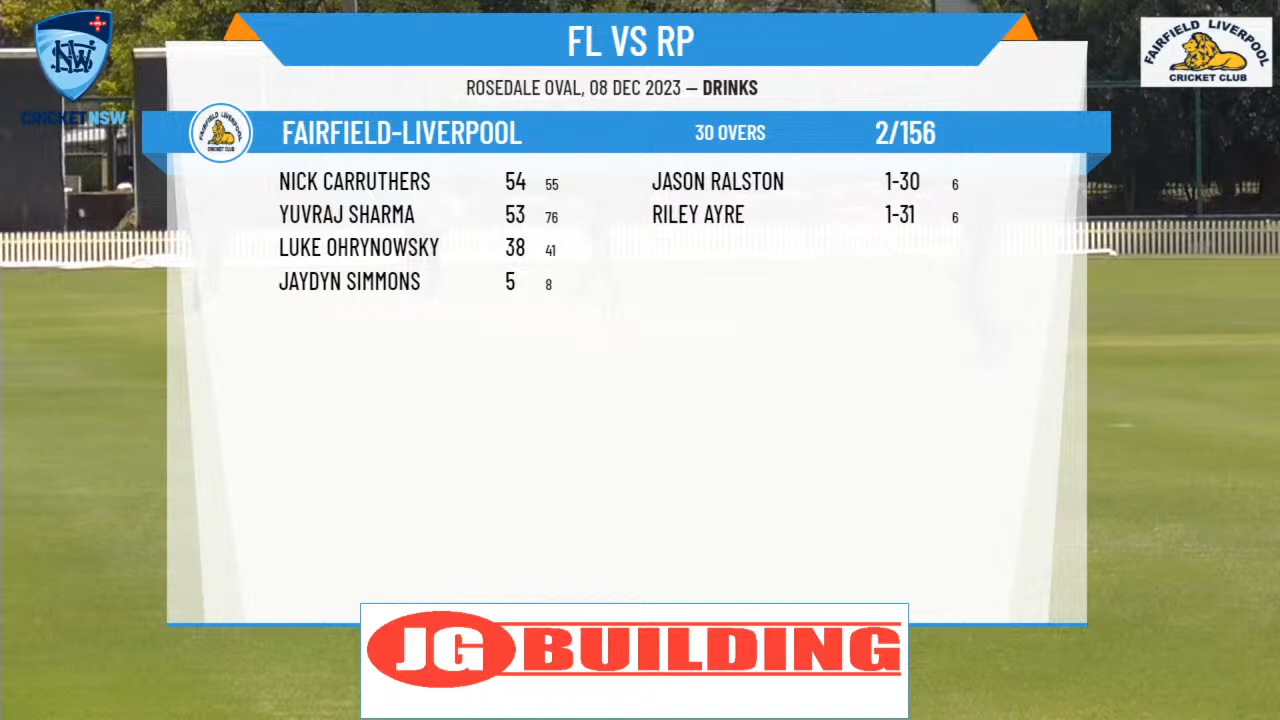 FL VS RP
ROSEDALE OVAL, 08 DEC 2023 – DRINKS
CRICKET NSW
FAIRFIELD LIVERPOOL
CRICKET CLUB
FAIRFIELD-LIVERPOOL 30 OVERS 2/156
NICK CARRUTHERS 54 55 JASON RALSTON 1-30 6
YUVRAJ SHARMA 53 76 RILEY AYRE 1-31 6
LUKE OHRYNOWSKY 38 41
JAYDYN SIMMONS 5 8
JG BUILDING